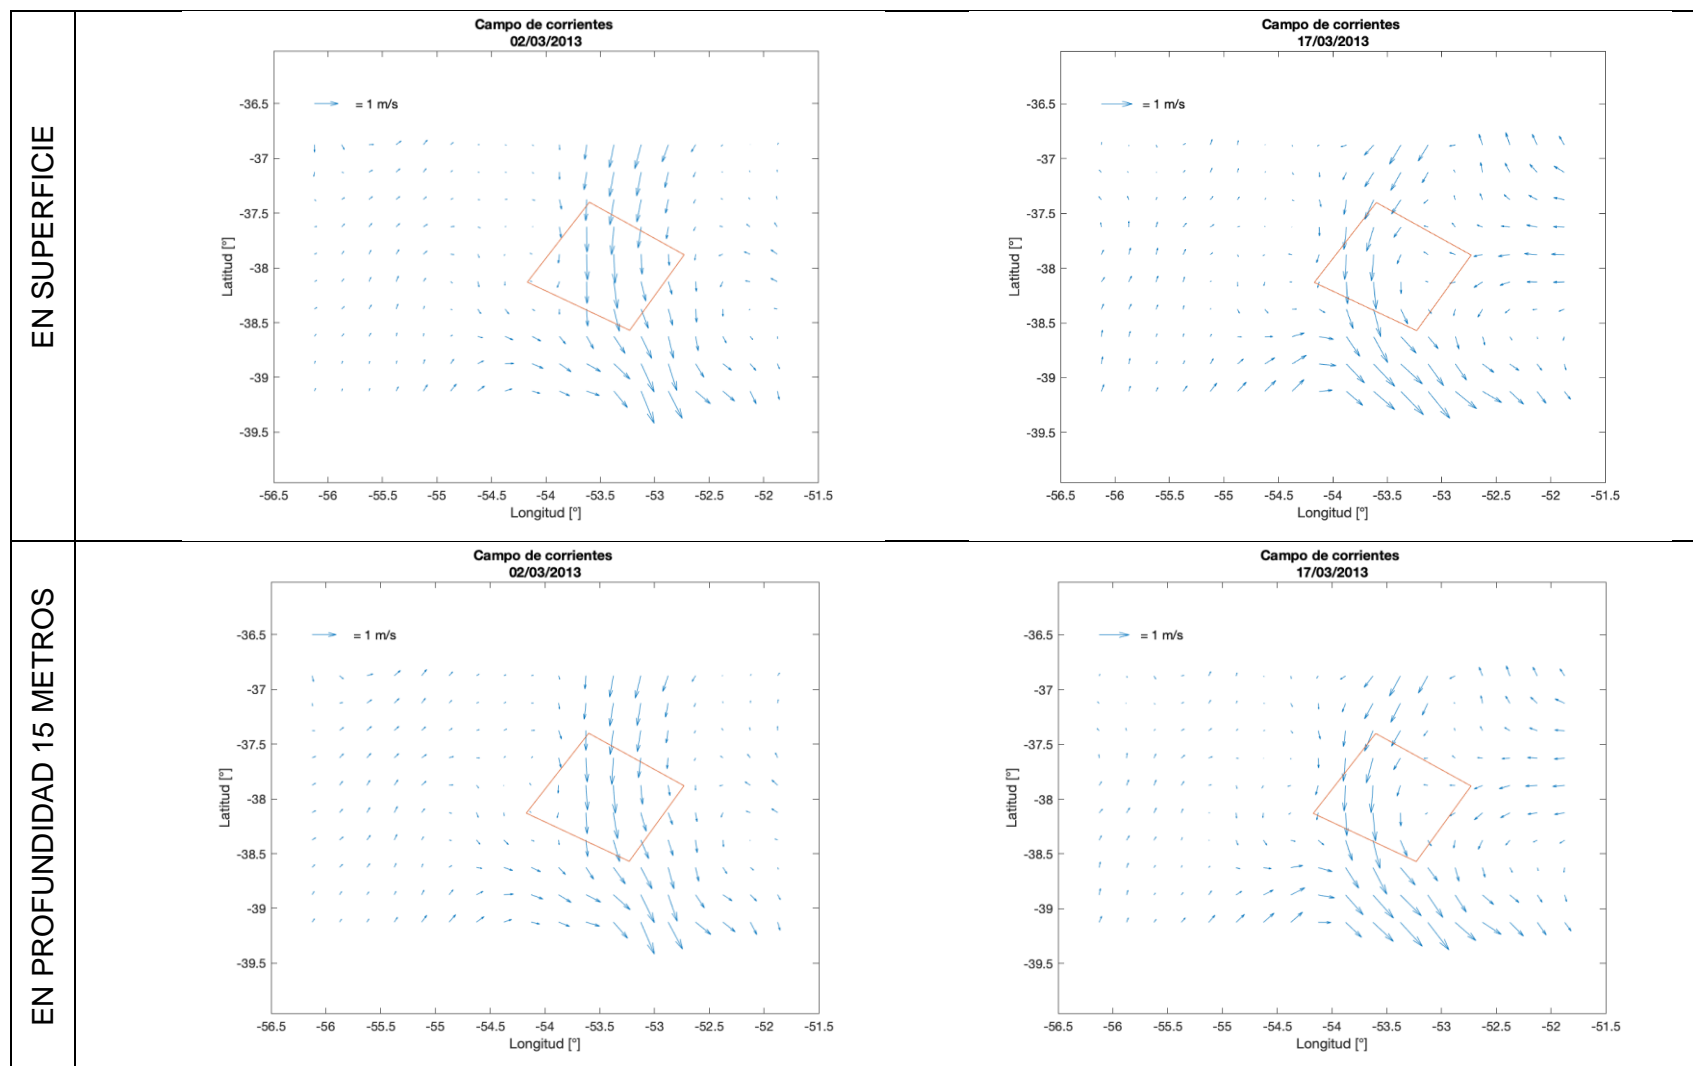 EN SUPERFICIE
Campo de corrientes
02/03/2013
= 1 m/s
-36.5
-37
-37.5
-38
-38.5
-39
-39.5
Latitud [°]
-56.5 -56 -55.5 -55 -54.5 -54 -53.5 -53 -52.5 -52 -51.5
Longitud [°]
Campo de corrientes
17/03/2013
= 1 m/s
-36.5
-37
-37.5
-38
-38.5
-39
-39.5
Latitud [°]
-56.5 -56 -55.5 -55 -54.5 -54 -53.5 -53 -52.5 -52 -51.5
Longitud [°]
EN PROFUNDIDAD 15 METROS
Campo de corrientes
02/03/2013
= 1 m/s
-36.5
-37
-37.5
-38
-38.5
-39
-39.5
Latitud [°]
-56.5 -56 -55.5 -55 -54.5 -54 -53.5 -53 -52.5 -52 -51.5
Longitud [°]
Campo de corrientes
17/03/2013
= 1 m/s
-36.5
-37
-37.5
-38
-38.5
-39
-39.5
Latitud [°]
-56.5 -56 -55.5 -55 -54.5 -54 -53.5 -53 -52.5 -52 -51.5
Longitud [°]